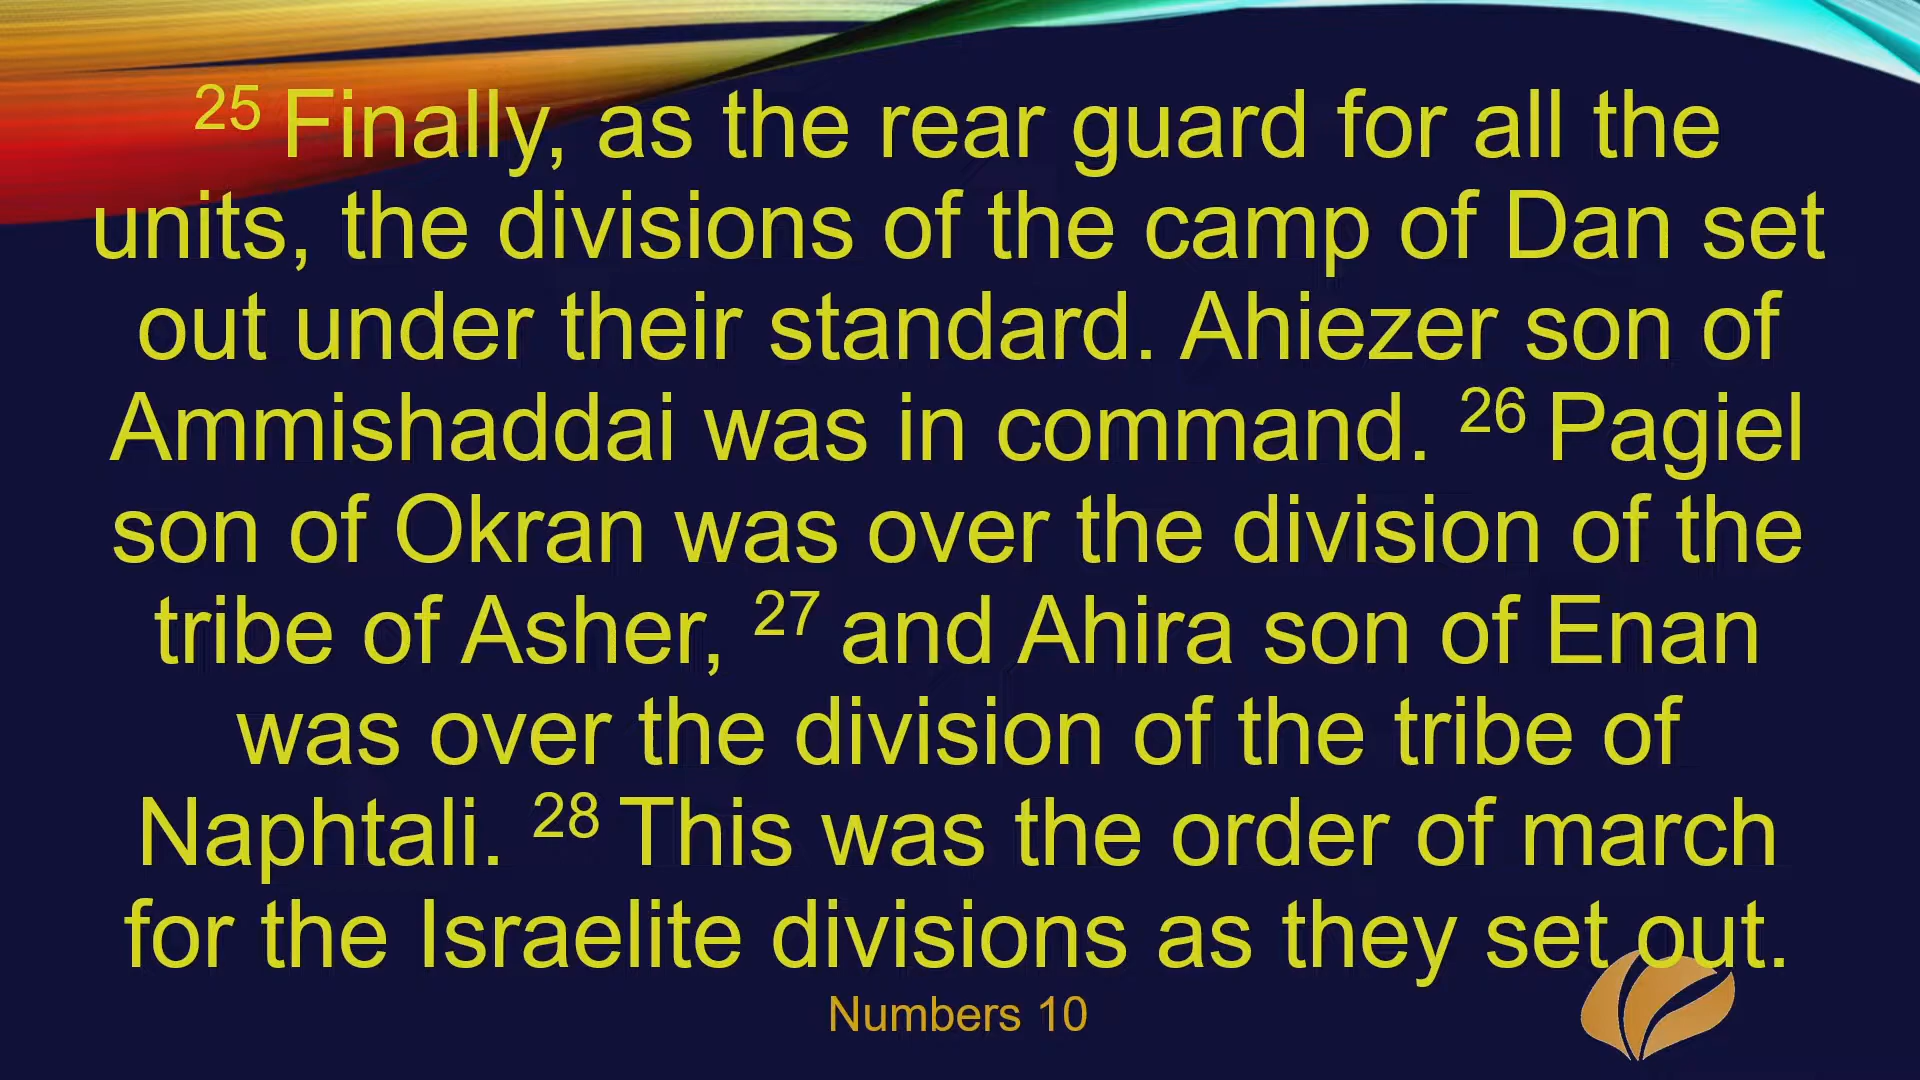 25 Finally, as the rear guard for all the
units, the divisions of the camp of Dan set
out under their standard. Ahiezer son of
Ammishaddai was in command. 26 Pagiel
son of Okran was over the division of the
tribe of Asher, 27 and Ahira son of Enan
was over the division of the tribe of
Naphtali. 28 This was the order of march
for the Israelite divisions as they set out.
Numbers 10